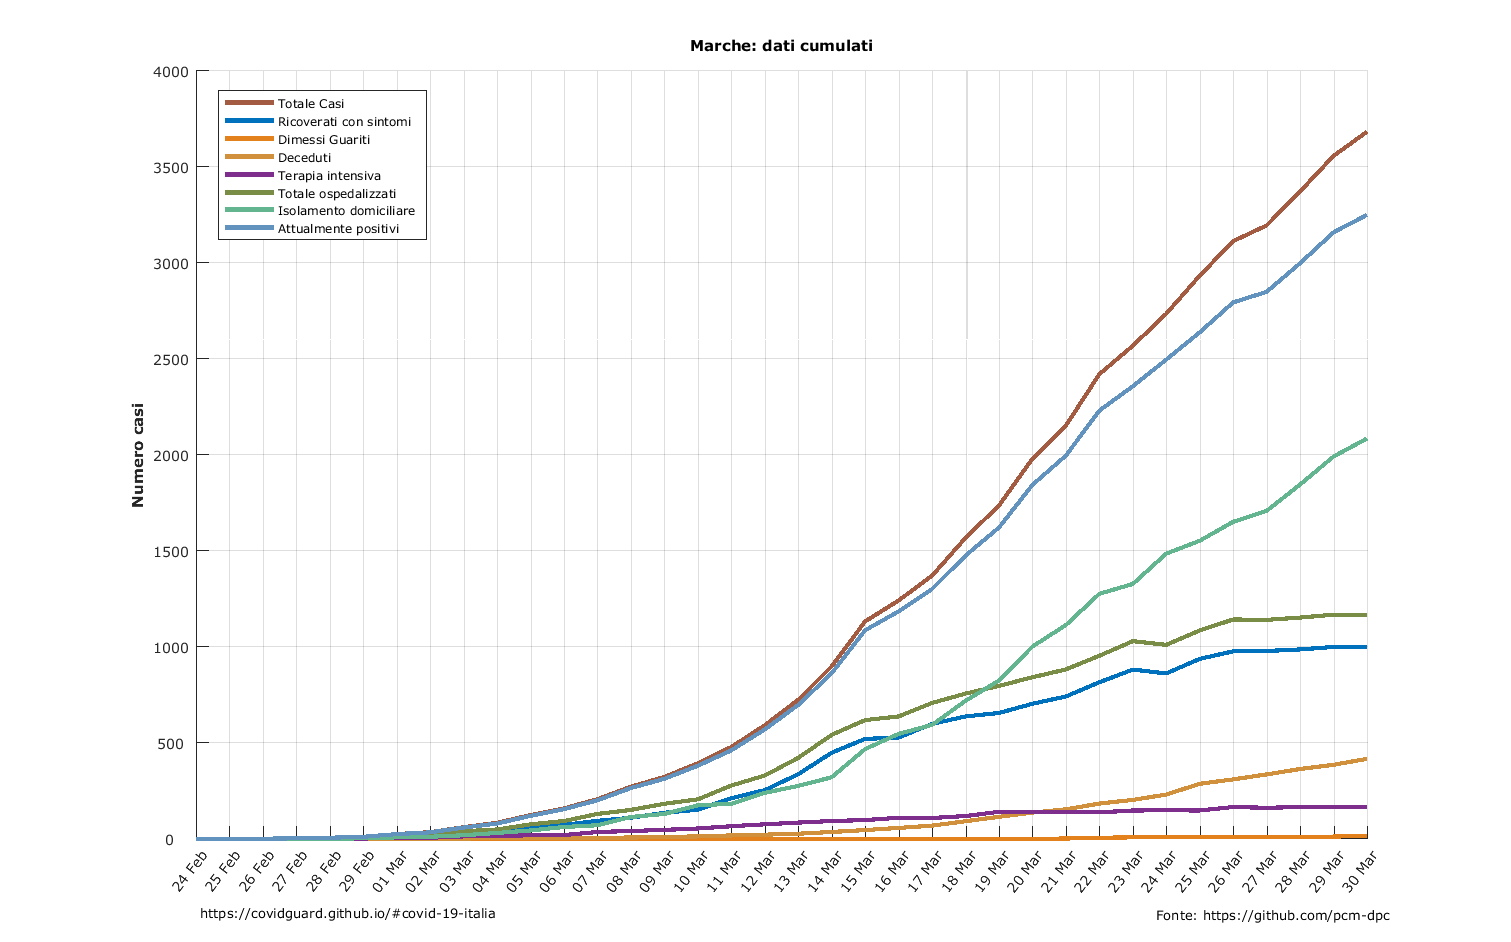 Marche: dati cumulati
4000
3500
3000
2500
2000
1500
1000
500
0
Numero casi
Totale Casi
Ricoverati con sintomi
Dimessi Guariti
Deceduti
Terapia intensiva
Totale ospedalizzati
Isolamento domiciliare
Attualmente positivi
24 Feb
25 Feb
26 Feb
27 Feb
28 Feb
29 Feb
01 Mar
02 Mar
03 Mar
04 Mar
05 Mar
06 Mar
07 Mar
08 Mar
09 Mar
10 Mar
11 Mar
12 Mar
13 Mar
14 Mar
15 Mar
16 Mar
17 Mar
18 Mar
19 Mar
20 Mar
21 Mar
22 Mar
23 Mar
24 Mar
25 Mar
26 Mar
27 Mar
28 Mar
29 Mar
30 Mar
https://covidguard.github.io/#covid-19-italia
Fonte: https://github.com/pcm-dpc